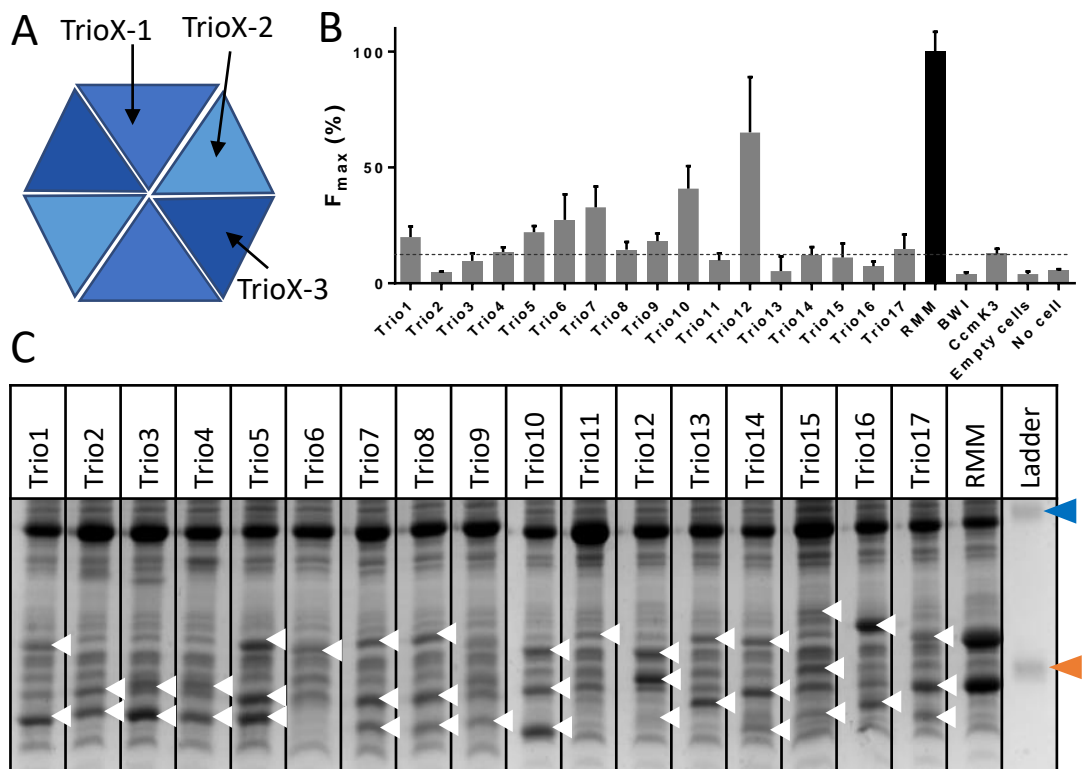 A
TrioX-1
TrioX-2
TrioX-3
B
Fmax (%)
100
50
0
Trio1
Trio2
Trio3
Trio4
Trio5
Trio6
Trio7
Trio8
Trio9
Trio10
Trio11
Trio12
Trio13
Trio14
Trio15
Trio16
Trio17
RMM
BWI
CcmK3
Empty cells
No cell
C
Trio1
Trio2
Trio3
Trio4
Trio5
Trio6
Trio7
Trio8
Trio9
Trio10
Trio11
Trio12
Trio13
Trio14
Trio15
Trio16
Trio17
RMM
Ladder